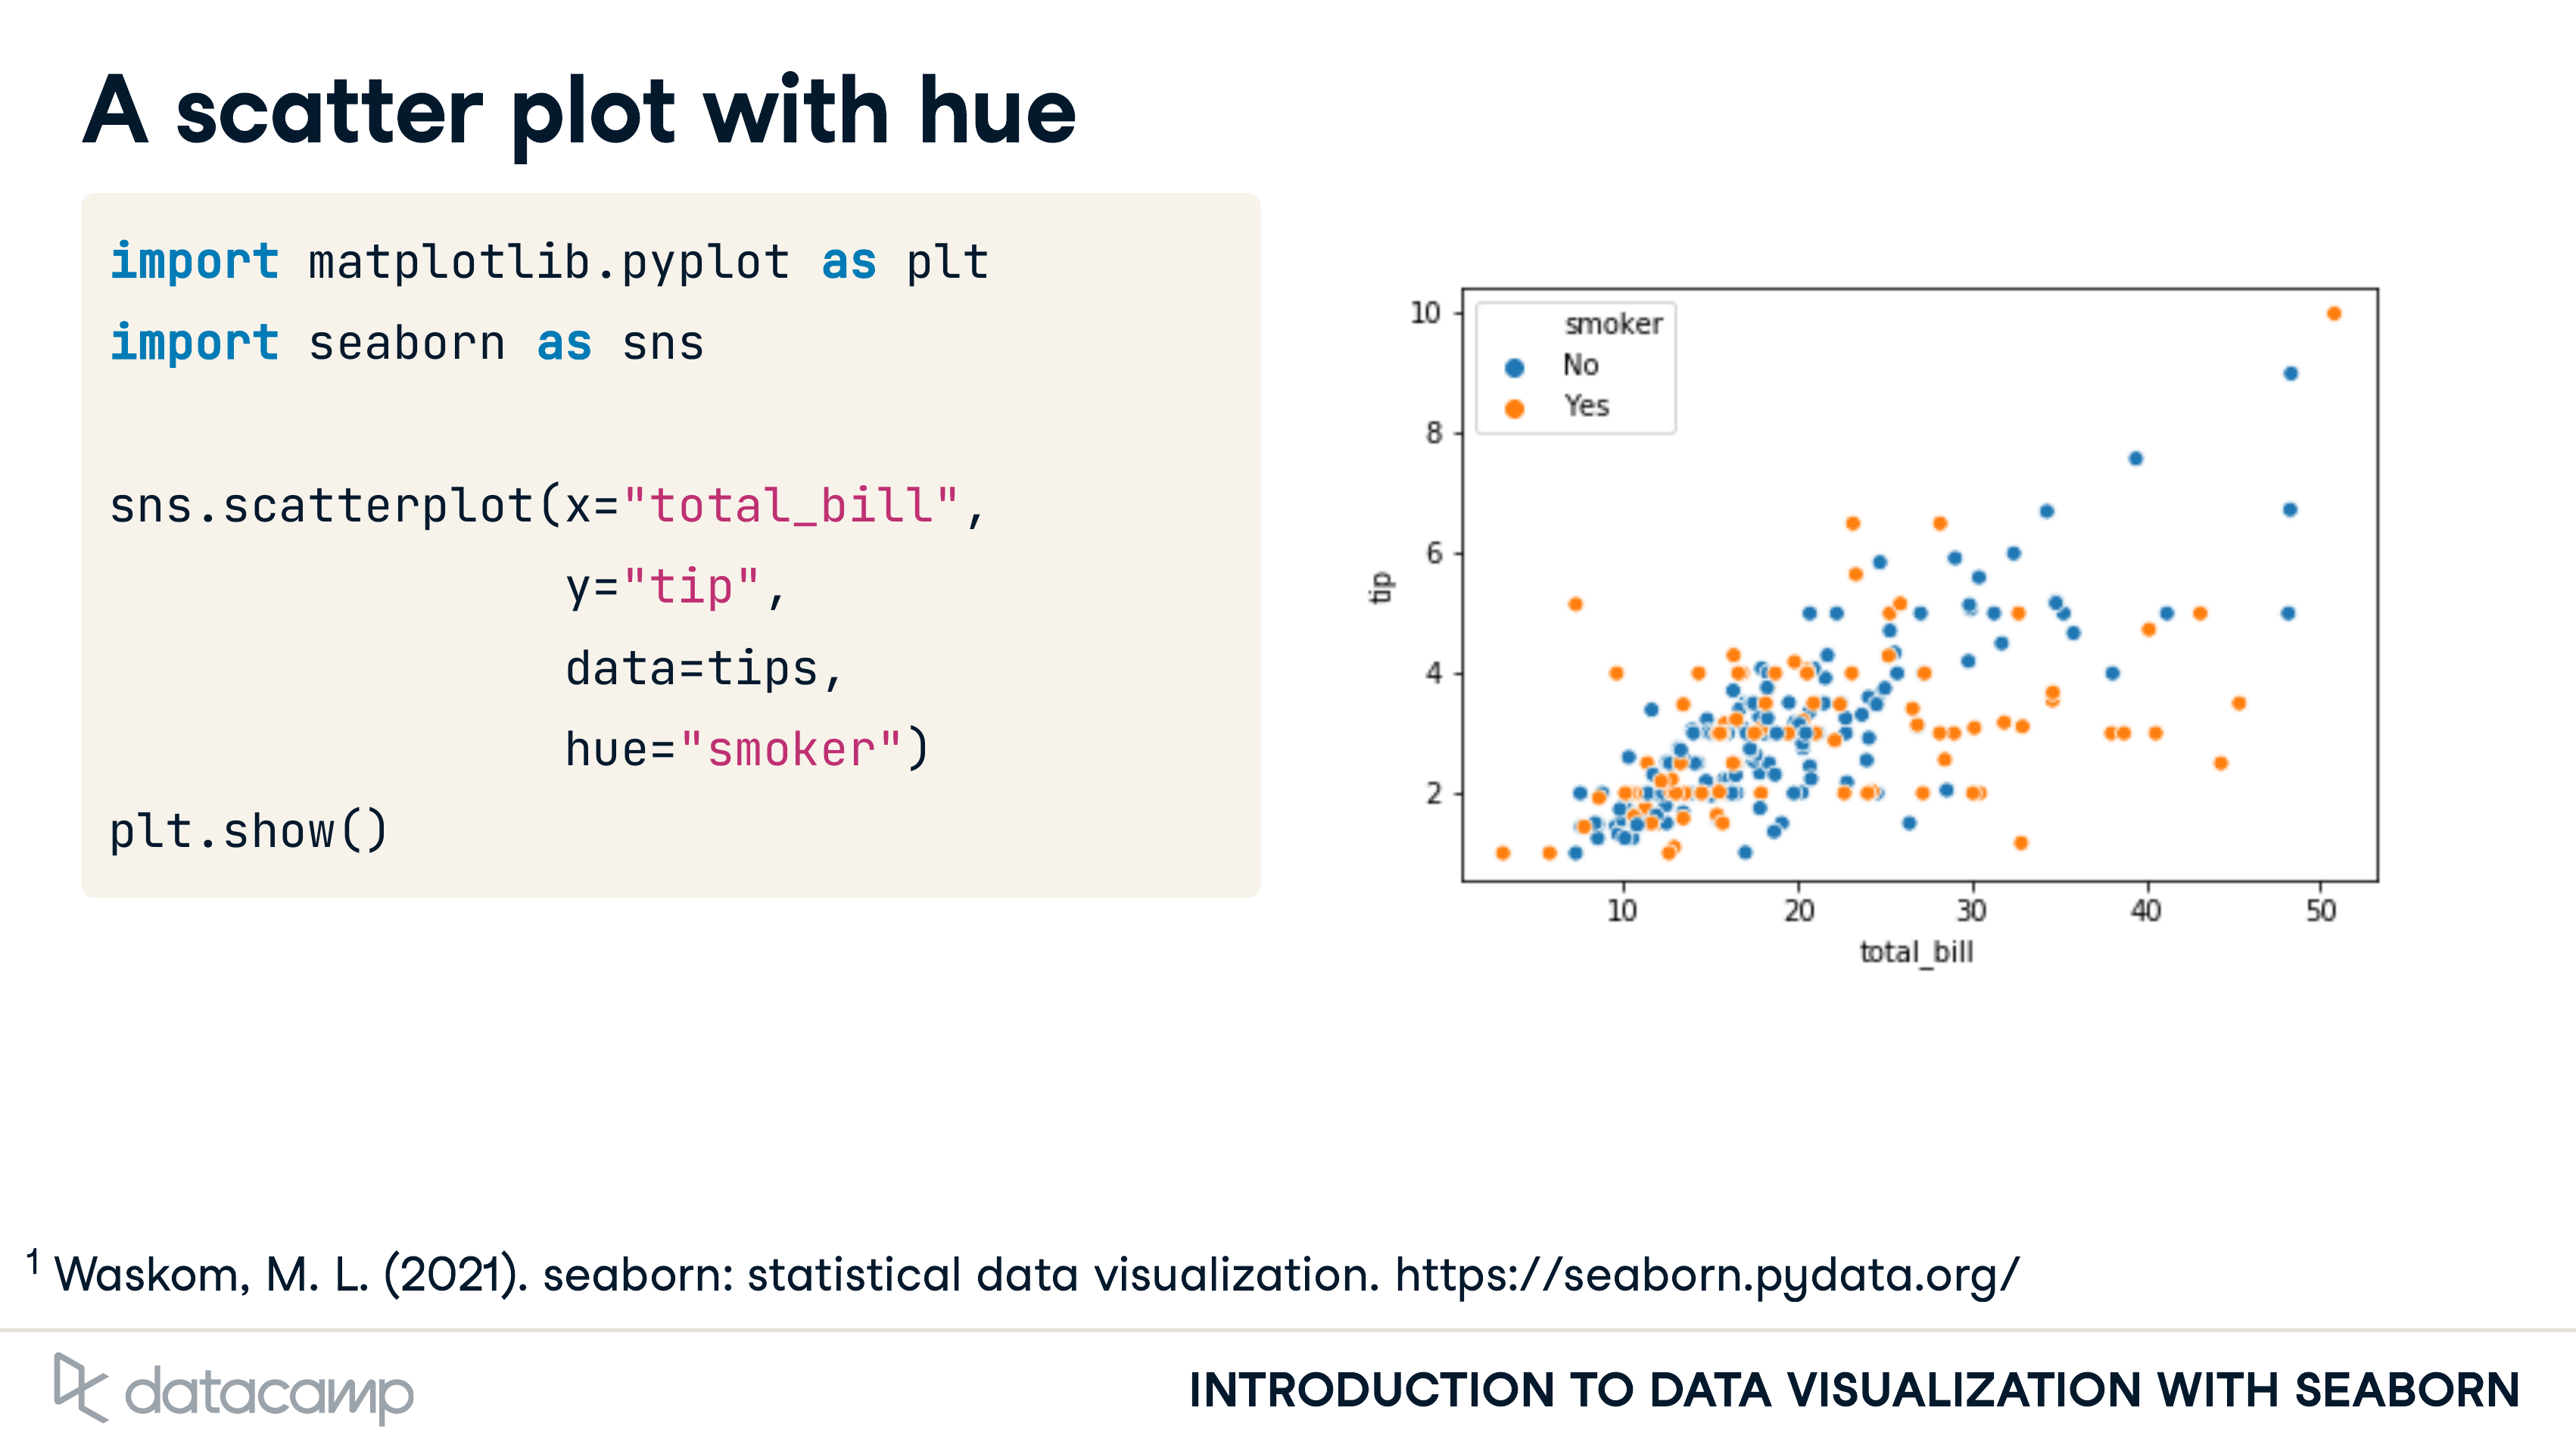 A scatter plot with hue
import matplotlib.pyplot as plt
import seaborn as sns
sns.scatterplot(x="total_bill",
y="tip",
data=tips,
hue="smoker")
plt.show()
smoker
No
Yes
10
8
6
4
2
tip
10 20 30 40 50
total_bill
1 Waskom, M. L. (2021). seaborn: statistical data visualization. https://seaborn.pydata.org/
datacamp
INTRODUCTION TO DATA VISUALIZATION WITH SEABORN